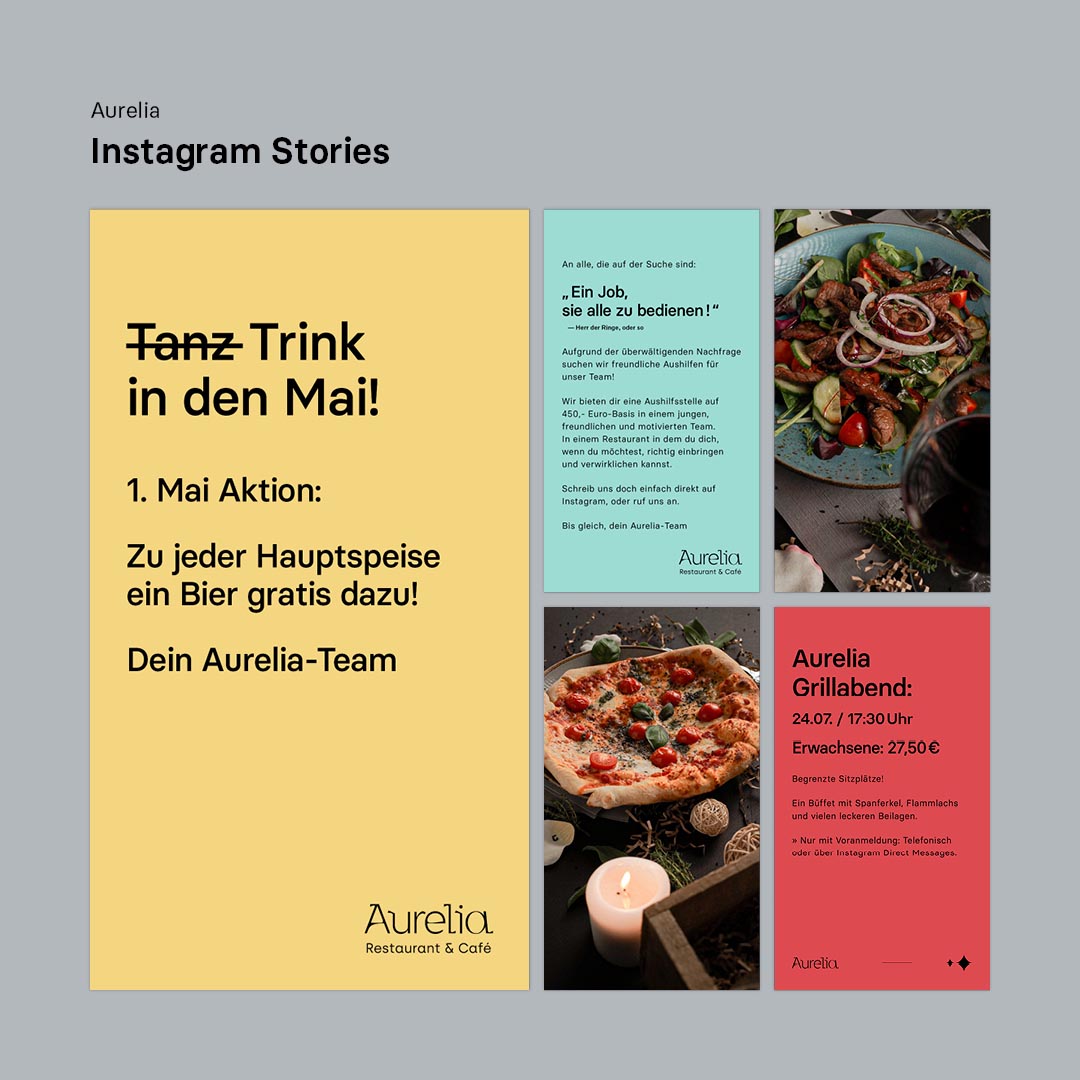 Aurelia
Instagram Stories
Tanz Trink
in den Mai!
1. Mai Aktion:
Zu jeder Hauptspeise
ein Bier gratis dazu!
Dein Aurelia-Team
Aurelia
Restaurant & Café
An alle, die auf der Suche sind:
„Ein Job,
sie alle zu bedienen!“
— Herr der Ringe, oder so
Aufgrund der überwältigenden Nachfrage
suchen wir freundliche Aushilfen für
unser Team!
Wir bieten dir eine Aushilfsstelle auf
450,- Euro-Basis in einem jungen,
freundlichen und motivierten Team.
In einem Restaurant in dem du dich,
wenn du möchtest, richtig einbringen
und verwirklichen kannst.
Schreib uns doch einfach direkt auf
Instagram, oder ruf uns an.
Bis gleich, dein Aurelia-Team
Aurelia
Restaurant & Café
Aurelia
Grillabend:
24.07. / 17:30 Uhr
Erwachsene: 27,50 €
Begrenzte Sitzplätze!
Ein Büffet mit Spanferkel, Flammlachs
und vielen leckeren Beilagen.
» Nur mit Voranmeldung: Telefonisch
oder über Instagram Direct Messages.
Aurelia